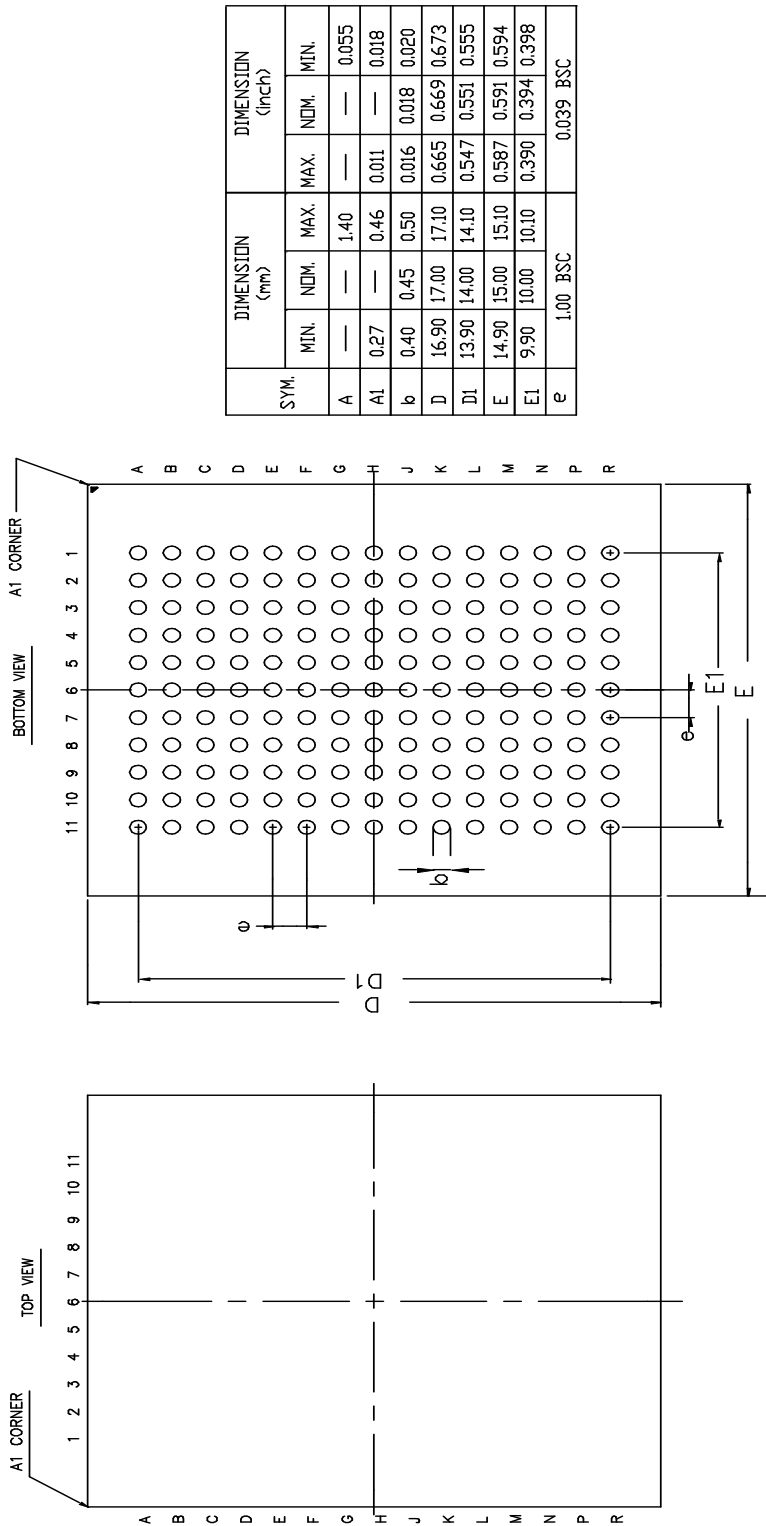 TOP VIEW
A1 CORNER
1 2 3 4 5 6 7 8 9 10 11
A
B
C
D
E
F
G
H
J
K
L
M
N
P
R
BOTTOM VIEW
A1 CORNER
11 10 9 8 7 6 5 4 3 2 1
A
B
C
D
E
F
G
H
J
K
L
M
N
P
R
D
D1
e
b
e
E1
E
SYM. DIMENSION (mm) DIMENSION (inch)
MIN. NOM. MAX. MAX. NOM. MIN.
A — — 1.40 — — 0.055
A1 0.27 — 0.46 0.011 — 0.018
b 0.40 0.45 0.50 0.016 0.018 0.020
D 16.90 17.00 17.10 0.665 0.669 0.673
D1 13.90 14.00 14.10 0.547 0.551 0.555
E 14.90 15.00 15.10 0.587 0.591 0.594
E1 9.90 10.00 10.10 0.390 0.394 0.398
e 1.00 BSC 0.039 BSC